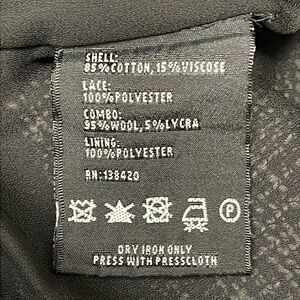 SHELL:
85%COTTON, 15%VISCOSE
LACE:
100%POLYESTER
COMBO:
95%WOOL, 5%LYCRA
LINING:
100%POLYESTER
RN:138420
P
DRY IRON ONLY
PRESS WITH PRESSCLOTH